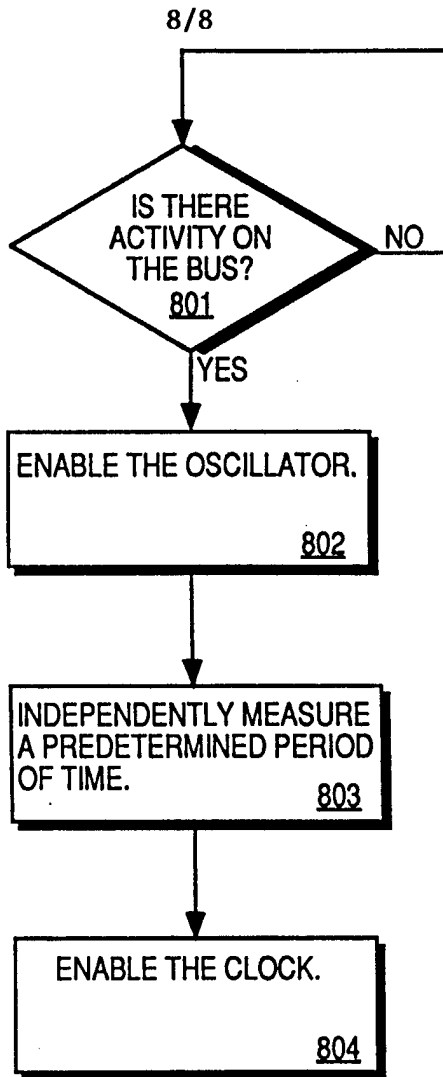 8/8
IS THERE
ACTIVITY ON
THE BUS?
801
NO
YES
ENABLE THE OSCILLATOR.
802
INDEPENDENTLY MEASURE
A PREDETERMINED PERIOD
OF TIME.
803
ENABLE THE CLOCK.
804